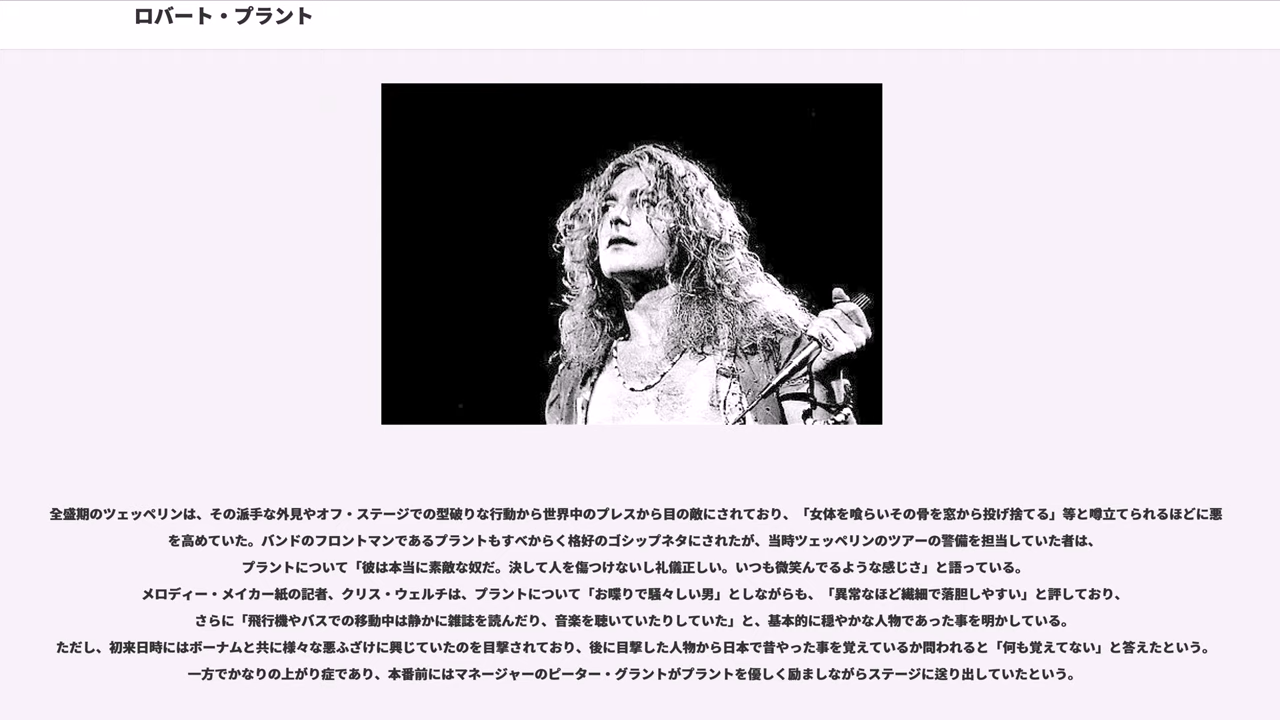 ロバート・プラント
全盛期のツェッペリンは、その派手な外見やオフ・ステージでの型破りな行動から世界中のプレスから目の敵にされており、「女体を喰らいその骨を窓から投げ捨てる」等と噂立てられるほどに悪
を高めていた。バンドのフロントマンであるプラントもすべからく格好のゴシップネタにされたが、当時ツェッペリンのツアーの警備を担当していた者は、
プラントについて「彼は本当に素敵な奴だ。決して人を傷つけないし礼儀正しい。いつも微笑んでるような感じさ」と語っている。
メロディー・メイカー紙の記者、クリス・ウェルチは、プラントについて「お喋りで騒々しい男」としながらも、「異常なほど繊細で落胆しやすい」と評しており、
さらに「飛行機やバスでの移動中は静かに雑誌を読んだり、音楽を聴いていたりしていた」と、基本的に穏やかな人物であった事を明かしている。
ただし、初来日時にはボーナムと共に様々な悪ふざけに興じていたのを目撃されており、後に目撃した人物から日本で昔やった事を覚えているか問われると「何も覚えてない」と答えたという。
一方でかなりの上がり症であり、本番前にはマネージャーのピーター・グラントがプラントを優しく励ましながらステージに送り出していたという。